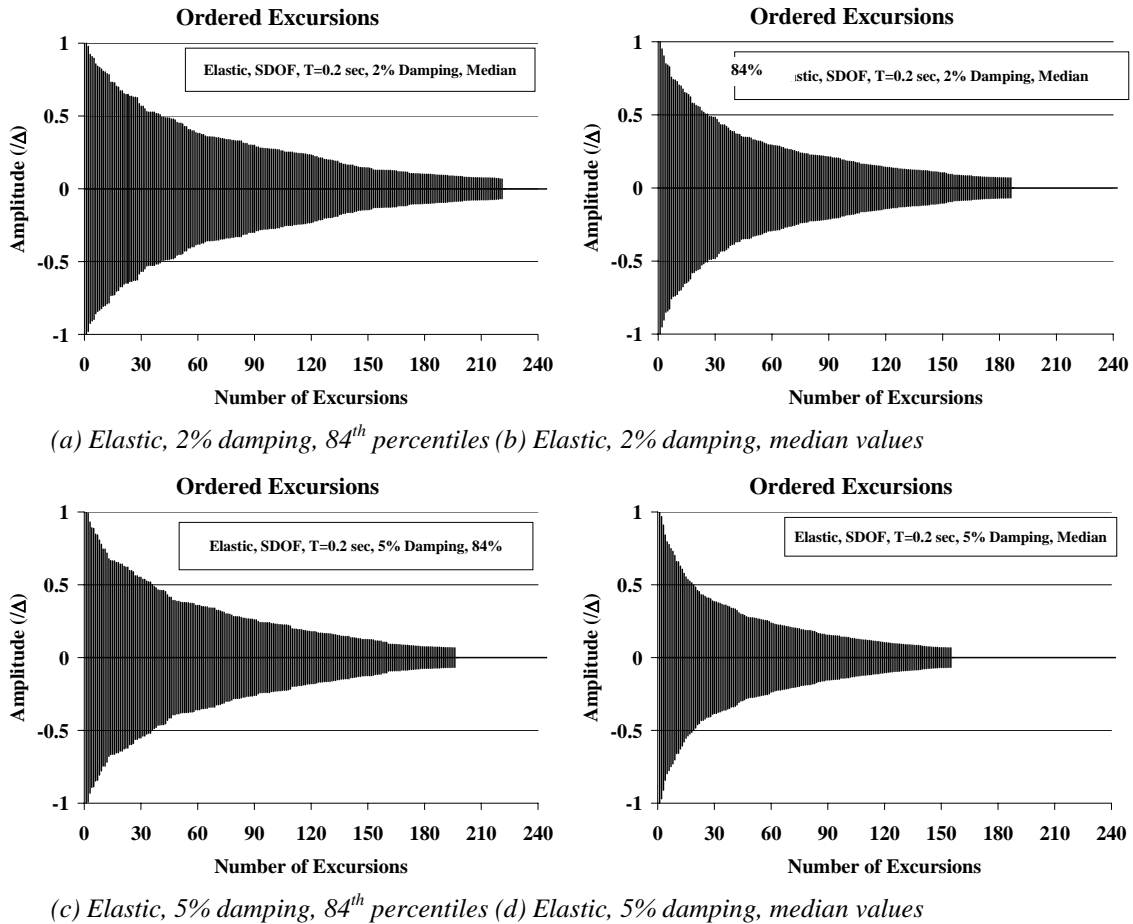 Ordered Excursions
Amplitude (/Δ)
1
0.5
0
-0.5
-1
Elastic, SDOF, T=0.2 sec, 2% Damping, Median
0 30 60 90 120 150 180 210 240
Number of Excursions
Ordered Excursions
Amplitude (/Δ)
1
0.5
0
-0.5
-1
84% stic, SDOF, T=0.2 sec, 2% Damping, Median
0 30 60 90 120 150 180 210 240
Number of Excursions
(a) Elastic, 2% damping, 84th percentiles (b) Elastic, 2% damping, median values
Ordered Excursions
Amplitude (/Δ)
1
0.5
0
-0.5
-1
Elastic, SDOF, T=0.2 sec, 5% Damping, 84%
0 30 60 90 120 150 180 210 240
Number of Excursions
Ordered Excursions
Amplitude (/Δ)
1
0.5
0
-0.5
-1
Elastic, SDOF, T=0.2 sec, 5% Damping, Median
0 30 60 90 120 150 180 210 240
Number of Excursions
(c) Elastic, 5% damping, 84th percentiles (d) Elastic, 5% damping, median values